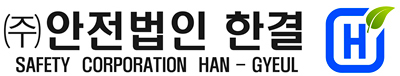 ㈜안전법인 한결
SAFETY CORPORATION HAN - GYEUL
H